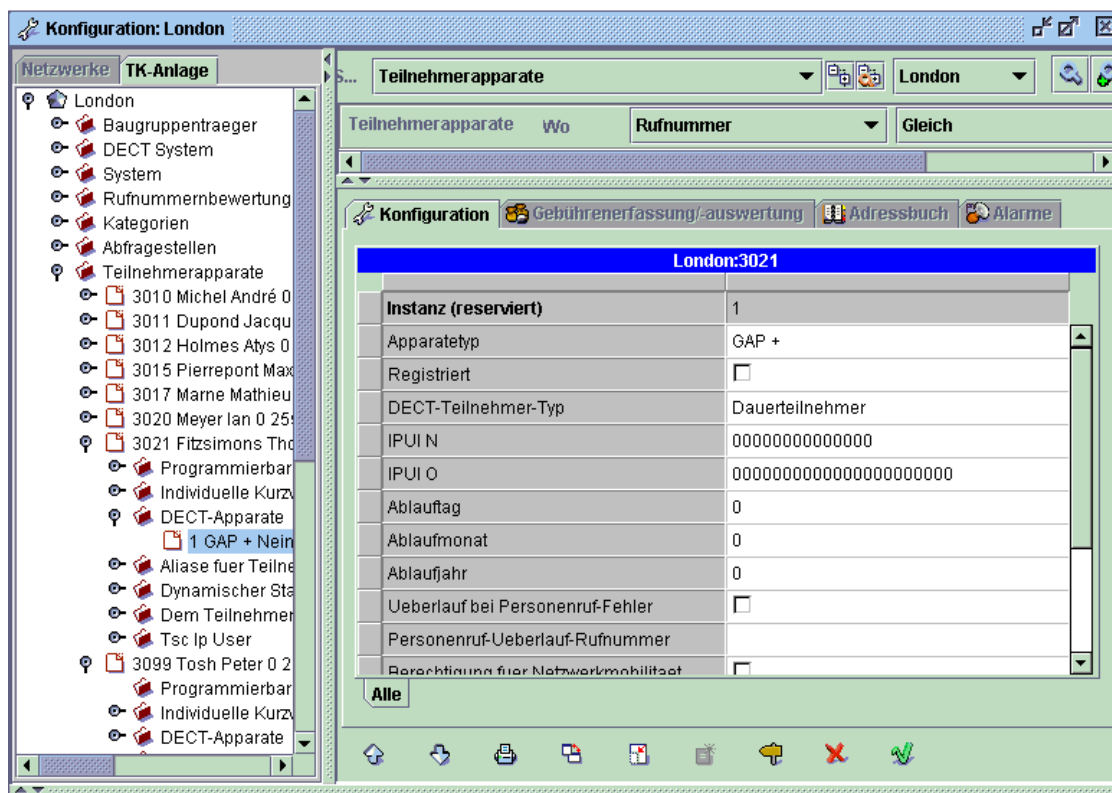 Konfiguration: London
Netzwerke TK-Anlage
London
Baugruppentraeger
DECT System
System
Rufnummernbewertung
Kategorien
Abfragestellen
Teilnehmerapparate
3010 Michel André 0
3011 Dupond Jacqu
3012 Holmes Atys 0
3015 Pierrepont Max
3017 Marne Mathieu
3020 Meyer Ian 0 25
3021 Fitzsimons Tho
Programmierbar
Individuelle Kurzv
DECT-Apparate
1 GAP + Nein
Aliase fuer Teilne
Dynamischer Sta
Dem Teilnehmer
Tsc Ip User
3099 Tosh Peter 0 2
Programmierbar
Individuelle Kurzv
DECT-Apparate
S... Teilnehmerapparate London
Teilnehmerapparate Wo Rufnummer Gleich
Konfiguration Gebührenerfassung/-auswertung Adressbuch Alarme
London:3021
Instanz (reserviert) 1
Apparatetyp GAP +
Registriert
DECT-Teilnehmer-Typ Dauerteilnehmer
IPUI N 00000000000000
IPUI O 0000000000000000000000
Ablauftag 0
Ablaufmonat 0
Ablaufjahr 0
Ueberlauf bei Personenruf-Fehler
Personenruf-Ueberlauf-Rufnummer
Berechtigung fuer Netzwerkmobilitaet
Alle